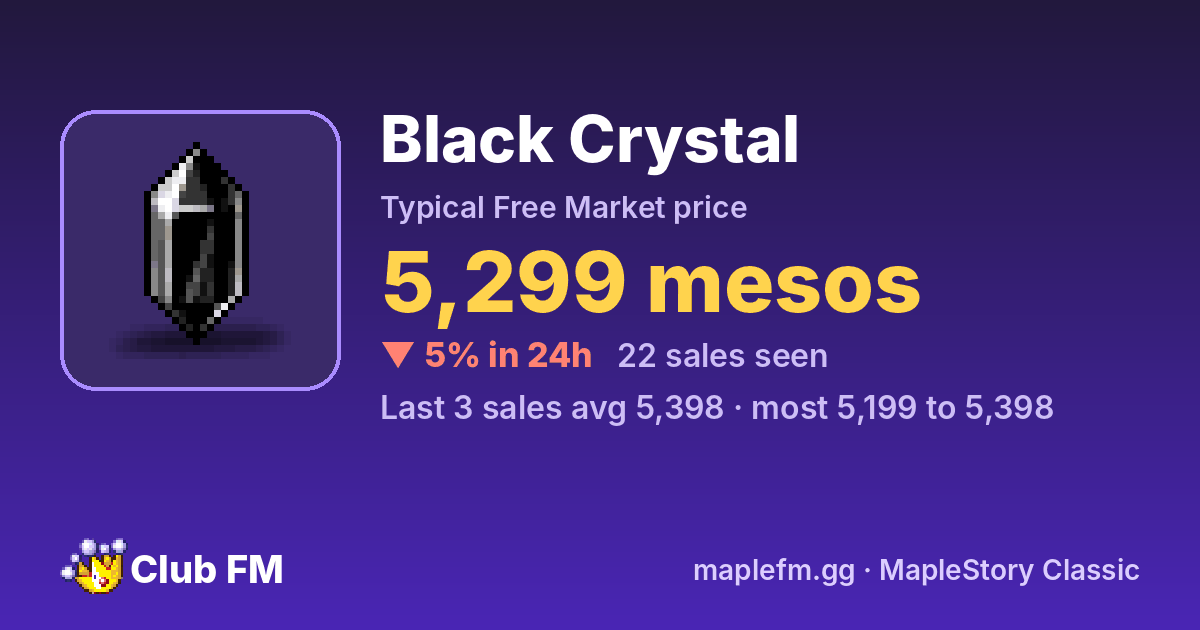 Black Crystal
Typical Free Market price
5,299 mesos
▼ 5% in 24h 22 sales seen
Last 3 sales avg 5,398 · most 5,199 to 5,398
Club FM
maplefm.gg · MapleStory Classic